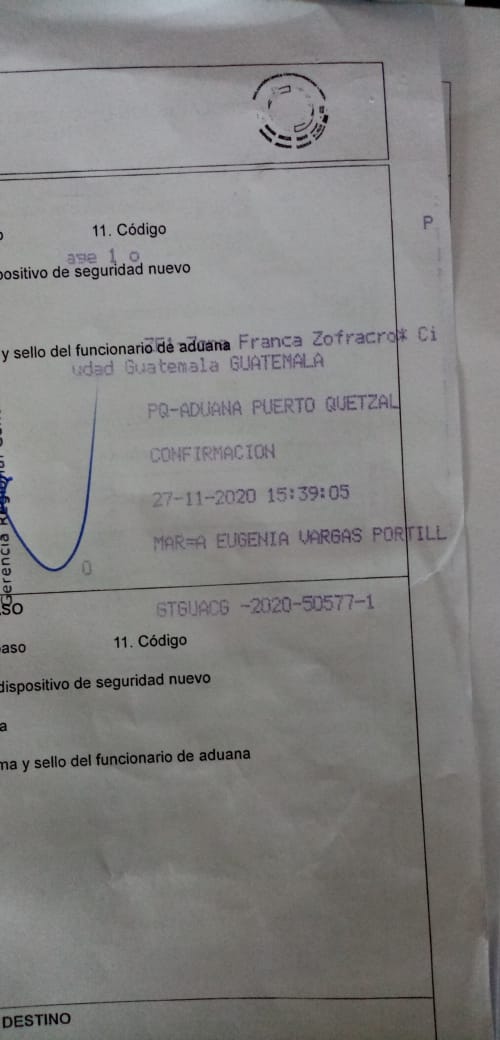 11. Código
P
ase 1 o
positivo de seguridad nuevo
Zona Franca Zofracro* Ci
y sello del funcionario de aduana
udad Guatemala GUATEMALA
PQ-ADUANA PUERTO QUETZAL
CONFIRMACION
27-11-2020 15:39:05
MAR=A EUGENIA VARGAS PORTILL
O
Gerencia
so
GTGUACG -2020-50577-1
aso
11. Código
dispositivo de seguridad nuevo
a
ma y sello del funcionario de aduana
DESTINO